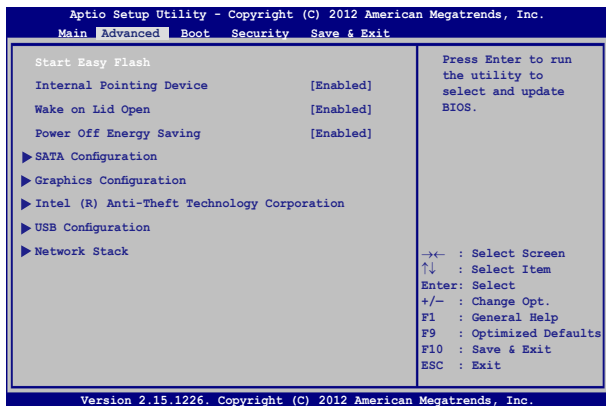 Aptio Setup Utility - Copyright (C) 2012 American Megatrends, Inc.
Main Advanced Boot Security Save & Exit
Start Easy Flash
Internal Pointing Device [Enabled]
Wake on Lid Open [Enabled]
Power Off Energy Saving [Enabled]
SATA Configuration
Graphics Configuration
Intel (R) Anti-Theft Technology Corporation
USB Configuration
Network Stack
Press Enter to run
the utility to
select and update
BIOS.
→← : Select Screen
↑↓ : Select Item
Enter: Select
+/— : Change Opt.
F1 : General Help
F9 : Optimized Defaults
F10 : Save & Exit
ESC : Exit
Version 2.15.1226. Copyright (C) 2012 American Megatrends, Inc.